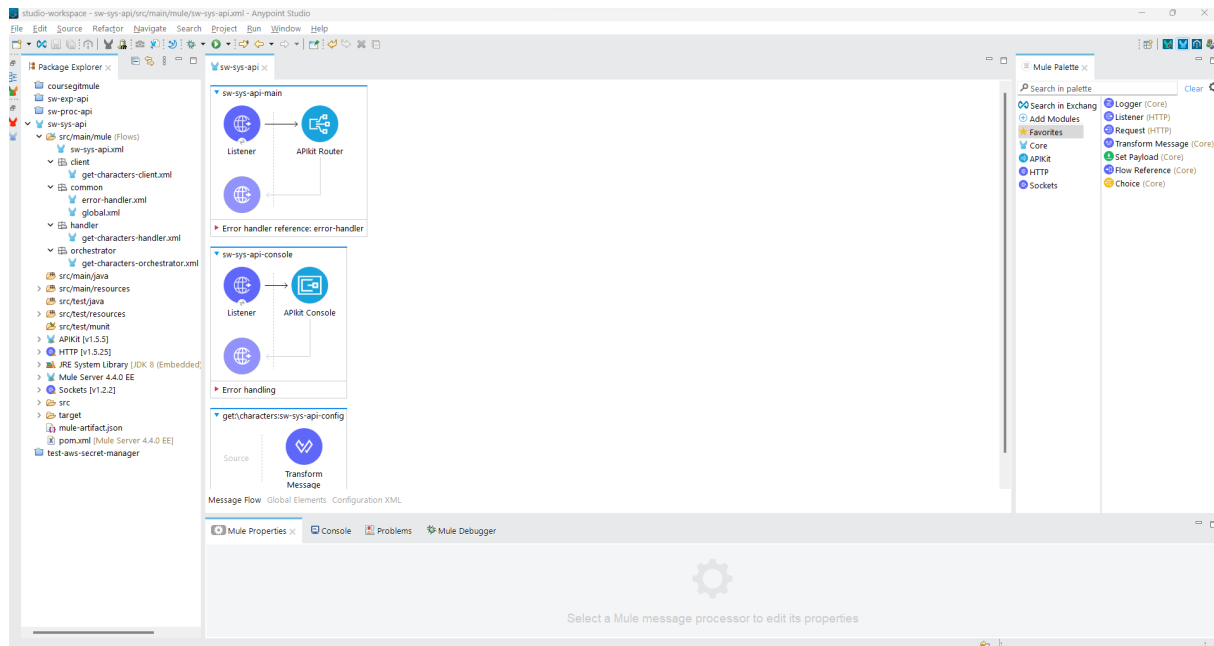 studio-workspace - sw-sys-api/src/main/mule/sw-sys-api.xml - Anypoint Studio
File Edit Source Refactor Navigate Search Project Run Window Help
Package Explorer
coursegitmule
sw-exp-api
sw-proc-api
sw-sys-api
src/main/mule (Flows)
sw-sys-api.xml
client
get-characters-client.xml
common
error-handler.xml
global.xml
handler
get-characters-handler.xml
orchestrator
get-characters-orchestrator.xml
src/main/java
src/main/resources
src/test/java
src/test/resources
src/test/munit
APIKit [v1.5.5]
HTTP [v1.5.25]
JRE System Library [JDK 8 (Embedded)
Mule Server 4.4.0 EE
Sockets [v1.2.2]
src
target
mule-artifact.json
pom.xml [Mule Server 4.4.0 EE]
test-aws-secret-manager
sw-sys-api
sw-sys-api-main
Listener APIkit Router
Error handler reference: error-handler
sw-sys-api-console
Listener APIkit Console
Error handling
get:\characters:sw-sys-api-config
Source
Transform
Message
Message Flow Global Elements Configuration XML
Mule Palette
Search in palette Clear
Search in Exchang
Add Modules
Favorites
Core
APIKit
HTTP
Sockets
Logger (Core)
Listener (HTTP)
Request (HTTP)
Transform Message (Core)
Set Payload (Core)
Flow Reference (Core)
Choice (Core)
Mule Properties Console Problems Mule Debugger
Select a Mule message processor to edit its properties